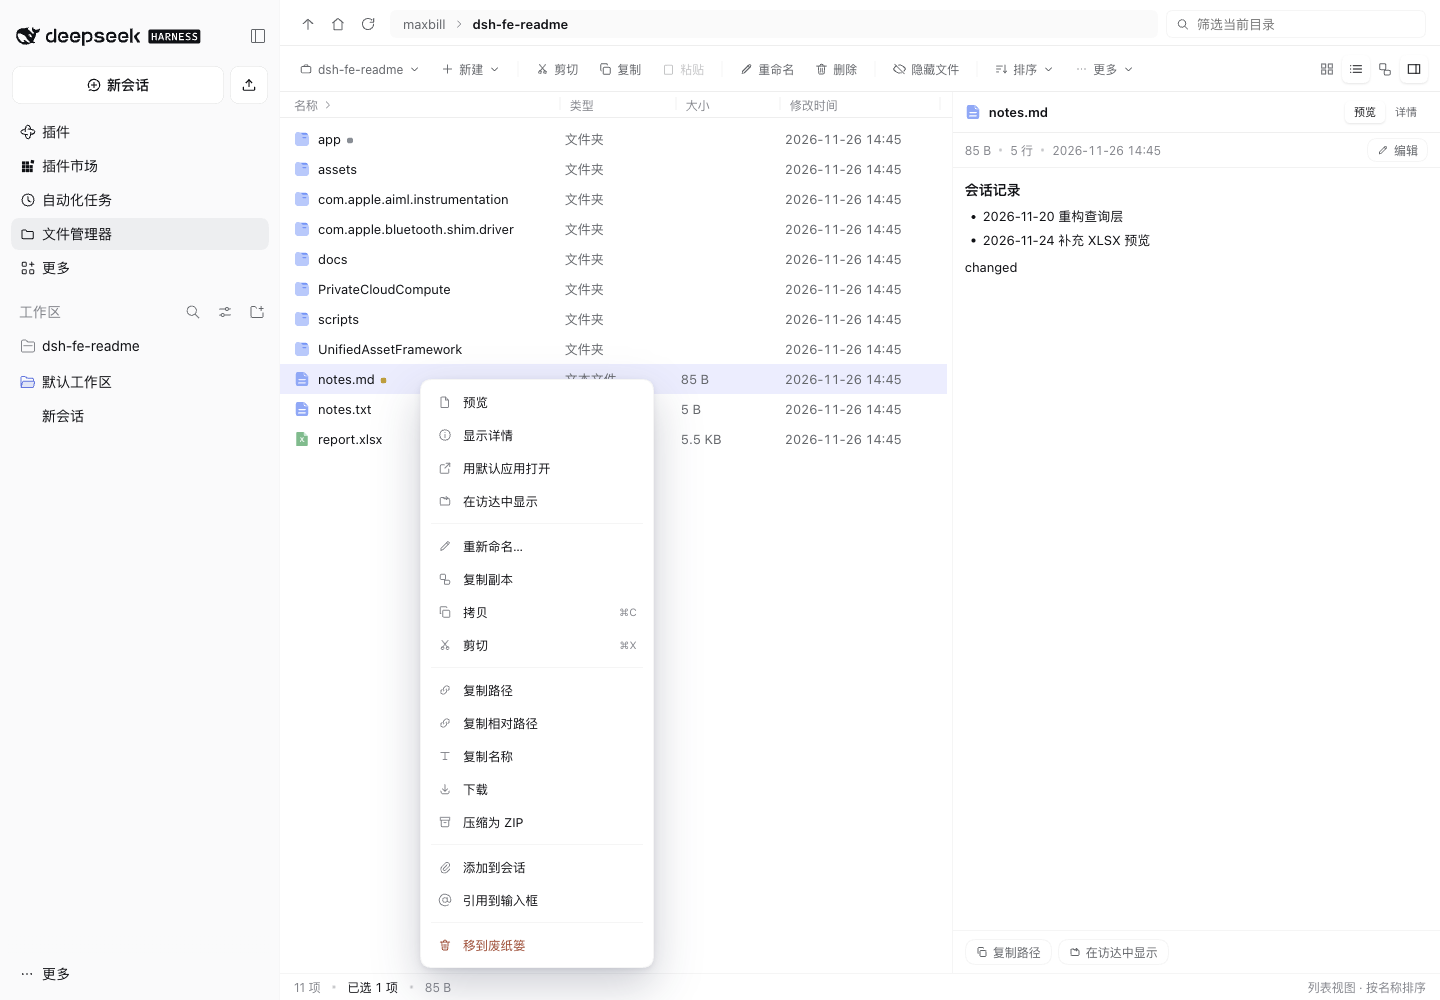 deepseek HARNESS
新会话
插件
插件市场
自动化任务
文件管理器
更多
工作区
dsh-fe-readme
默认工作区
新会话
更多
maxbill > dsh-fe-readme
筛选当前目录
dsh-fe-readme 新建 剪切 复制 粘贴 重命名 删除 隐藏文件 排序 更多
名称 类型 大小 修改时间
app 文件夹 2026-11-26 14:45
assets 文件夹 2026-11-26 14:45
com.apple.aiml.instrumentation 文件夹 2026-11-26 14:45
com.apple.bluetooth.shim.driver 文件夹 2026-11-26 14:45
docs 文件夹 2026-11-26 14:45
PrivateCloudCompute 文件夹 2026-11-26 14:45
scripts 文件夹 2026-11-26 14:45
UnifiedAssetFramework 文件夹 2026-11-26 14:45
notes.md 文本文件 85 B 2026-11-26 14:45
notes.txt 5 B 2026-11-26 14:45
report.xlsx 5.5 KB 2026-11-26 14:45
预览
显示详情
用默认应用打开
在访达中显示
重新命名...
复制副本
拷贝 ⌘C
剪切 ⌘X
复制路径
复制相对路径
复制名称
下载
压缩为 ZIP
添加到会话
引用到输入框
移到废纸篓
notes.md 预览 详情
85 B • 5 行 • 2026-11-26 14:45 编辑
会话记录
• 2026-11-20 重构查询层
• 2026-11-24 补充 XLSX 预览
changed
复制路径 在访达中显示
11 项 • 已选 1 项 • 85 B
列表视图 · 按名称排序